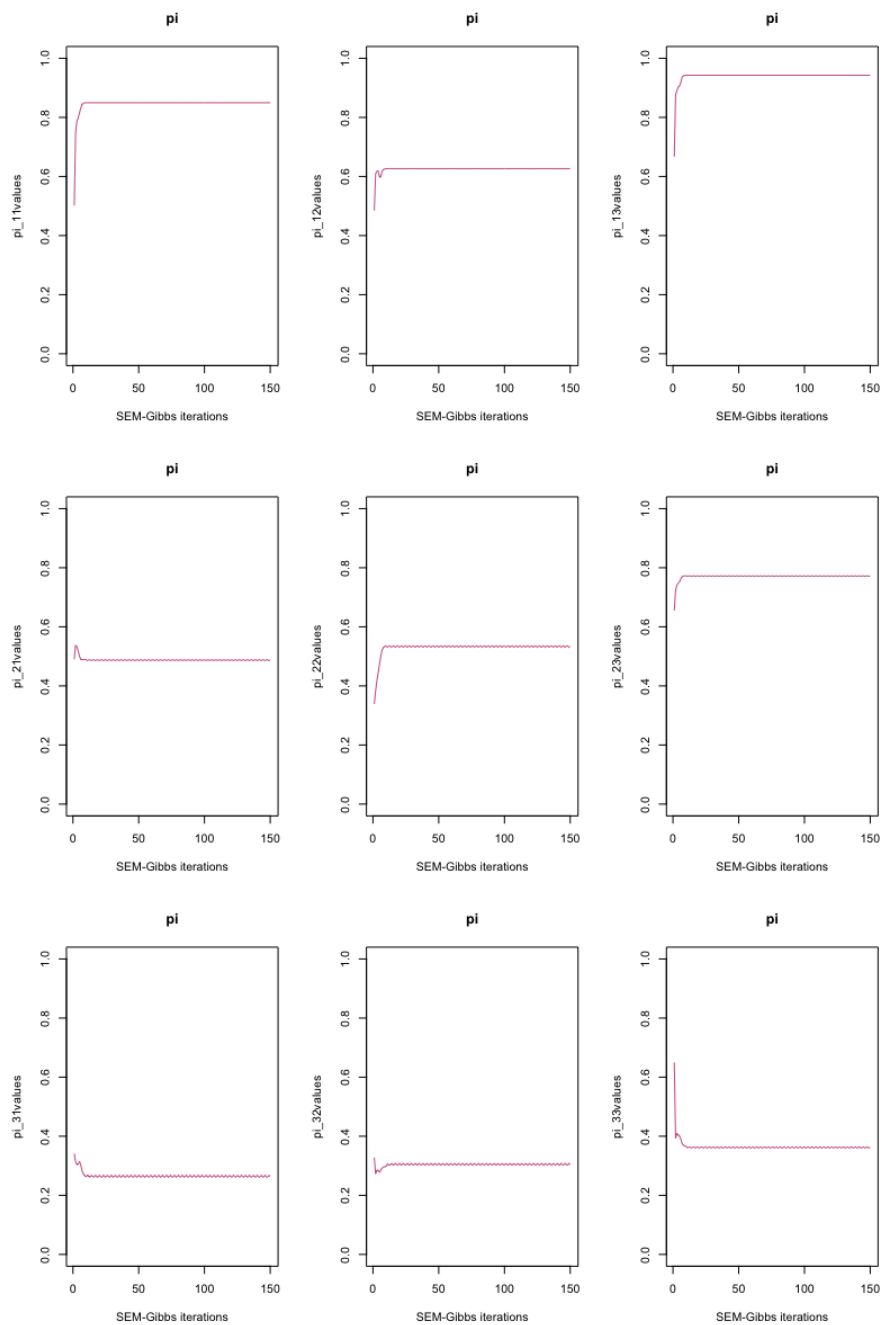 pi
pi_11values
0.0 0.2 0.4 0.6 0.8 1.0
0 50 100 150
SEM-Gibbs iterations
pi
pi_12values
0.0 0.2 0.4 0.6 0.8 1.0
0 50 100 150
SEM-Gibbs iterations
pi
pi_13values
0.0 0.2 0.4 0.6 0.8 1.0
0 50 100 150
SEM-Gibbs iterations
pi
pi_21values
0.0 0.2 0.4 0.6 0.8 1.0
0 50 100 150
SEM-Gibbs iterations
pi
pi_22values
0.0 0.2 0.4 0.6 0.8 1.0
0 50 100 150
SEM-Gibbs iterations
pi
pi_23values
0.0 0.2 0.4 0.6 0.8 1.0
0 50 100 150
SEM-Gibbs iterations
pi
pi_31values
0.0 0.2 0.4 0.6 0.8 1.0
0 50 100 150
SEM-Gibbs iterations
pi
pi_32values
0.0 0.2 0.4 0.6 0.8 1.0
0 50 100 150
SEM-Gibbs iterations
pi
pi_33values
0.0 0.2 0.4 0.6 0.8 1.0
0 50 100 150
SEM-Gibbs iterations